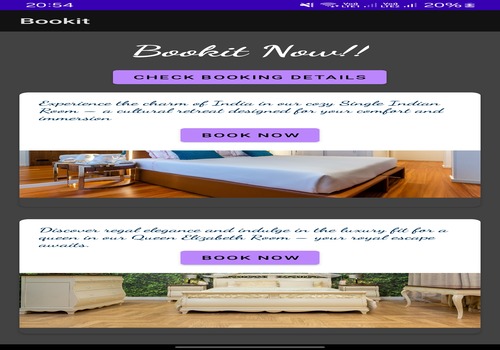 20:54
20%
Bookit
Bookit Now!!
CHECK BOOKING DETAILS
Experience the charm of India in our cozy Single Indian
Room – a cultural retreat designed for your comfort and
immersion
BOOK NOW
Discover regal elegance and indulge in the luxury fit for a
queen in our Queen Elizabeth Room – your royal escape
awaits.
BOOK NOW